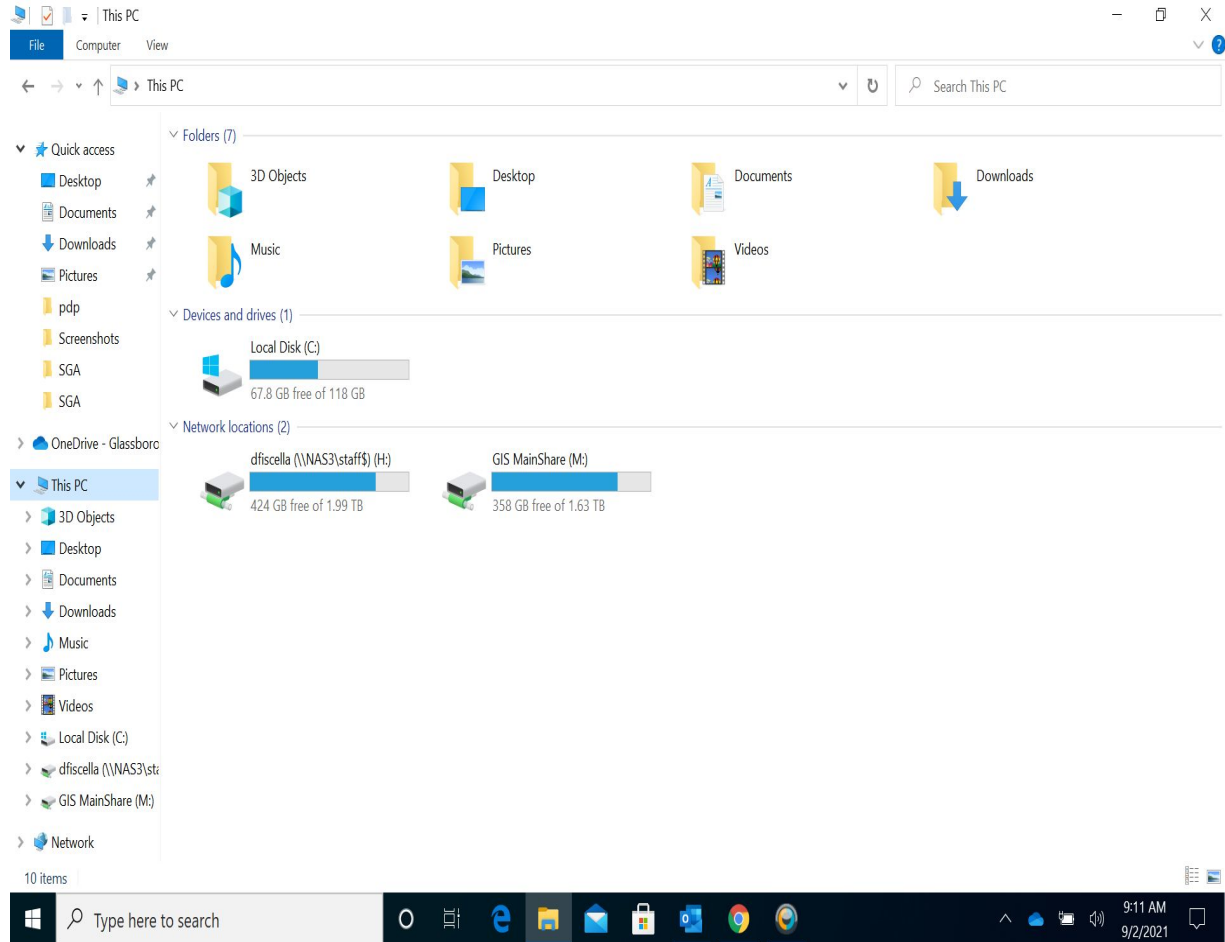 This PC
File Computer View
This PC
Search This PC
Quick access
Desktop
Documents
Downloads
Pictures
pdp
Screenshots
SGA
SGA
OneDrive - Glassboro
This PC
3D Objects
Desktop
Documents
Downloads
Music
Pictures
Videos
Local Disk (C:)
dfiscella (\\NAS3\sta
GIS MainShare (M:)
Network
Folders (7)
3D Objects Desktop Documents Downloads
Music Pictures Videos
Devices and drives (1)
Local Disk (C:)
67.8 GB free of 118 GB
Network locations (2)
dfiscella (\\NAS3\staff$) (H:)
424 GB free of 1.99 TB
GIS MainShare (M:)
358 GB free of 1.63 TB
10 items
Type here to search
9:11 AM
9/2/2021